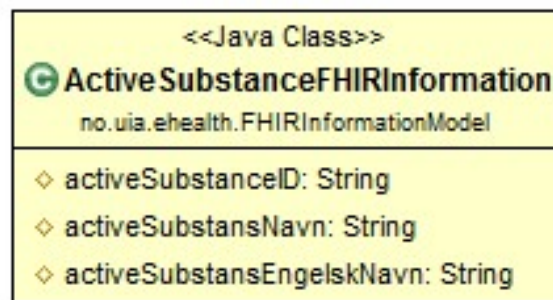 <<Java Class>>
C ActiveSubstanceFHIRInformation
no.uia.ehealth.FHIRInformationModel
activeSubstanceID: String
activeSubstansNavn: String
activeSubstansEngelskNavn: String